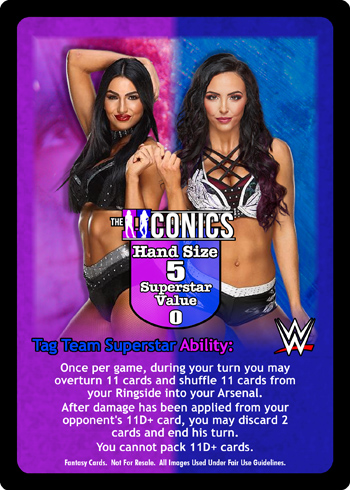 THE IICONICS
Hand Size
5
Superstar
Value
0
W
Tag Team Superstar Ability:
Once per game, during your turn you may
overturn 11 cards and shuffle 11 cards from
your Ringside into your Arsenal.
After damage has been applied from your
opponent's 11D+ card, you may discard 2
cards and end his turn.
You cannot pack 11D+ cards.
Fantasy Cards. Not For Resale. All Images Used Under Fair Use Guidelines.